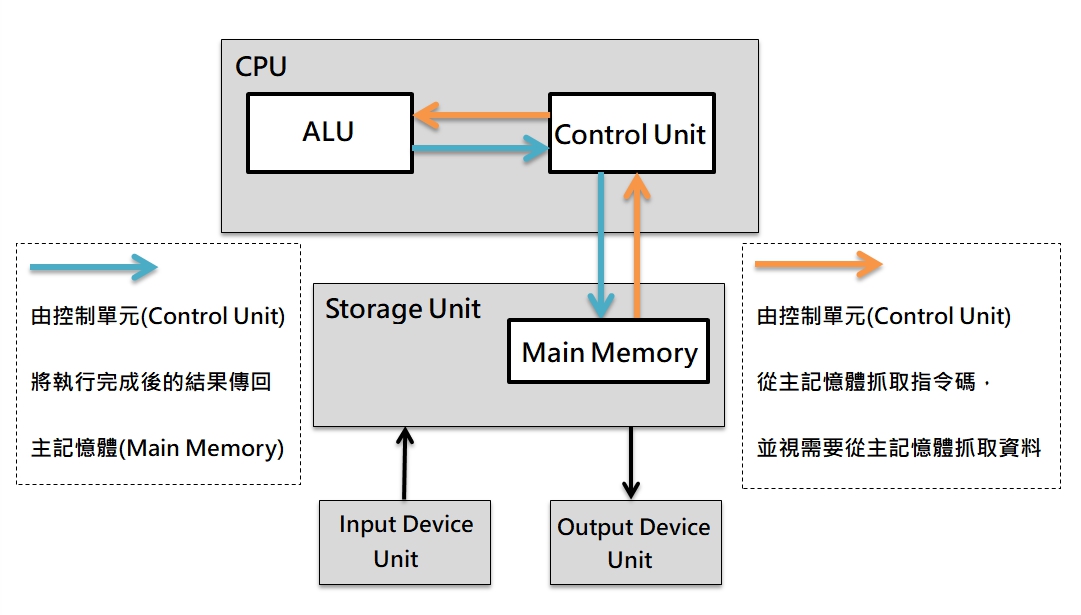 CPU
ALU
Control Unit
由控制單元(Control Unit)
將執行完成後的結果傳回
主記憶體(Main Memory)
Storage Unit
Main Memory
由控制單元(Control Unit)
從主記憶體抓取指令碼，
並視需要從主記憶體抓取資料
Input Device
Unit
Output Device
Unit